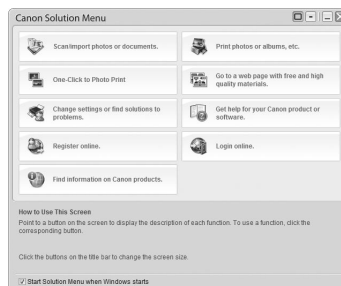 Canon Solution Menu
Scan/Import photos or documents.
Print photos or albums, etc.
One-Click to Photo Print
Go to a web page with free and high
quality materials.
Change settings or find solutions to
problems.
Get help for your Canon product or
software.
Register online.
Login online.
Find information on Canon products.
How to Use This Screen
Point to a button on the screen to display the description of each function. To use a function, click the
corresponding button.
Click the buttons on the title bar to change the screen size.
Start Solution Menu when Windows starts